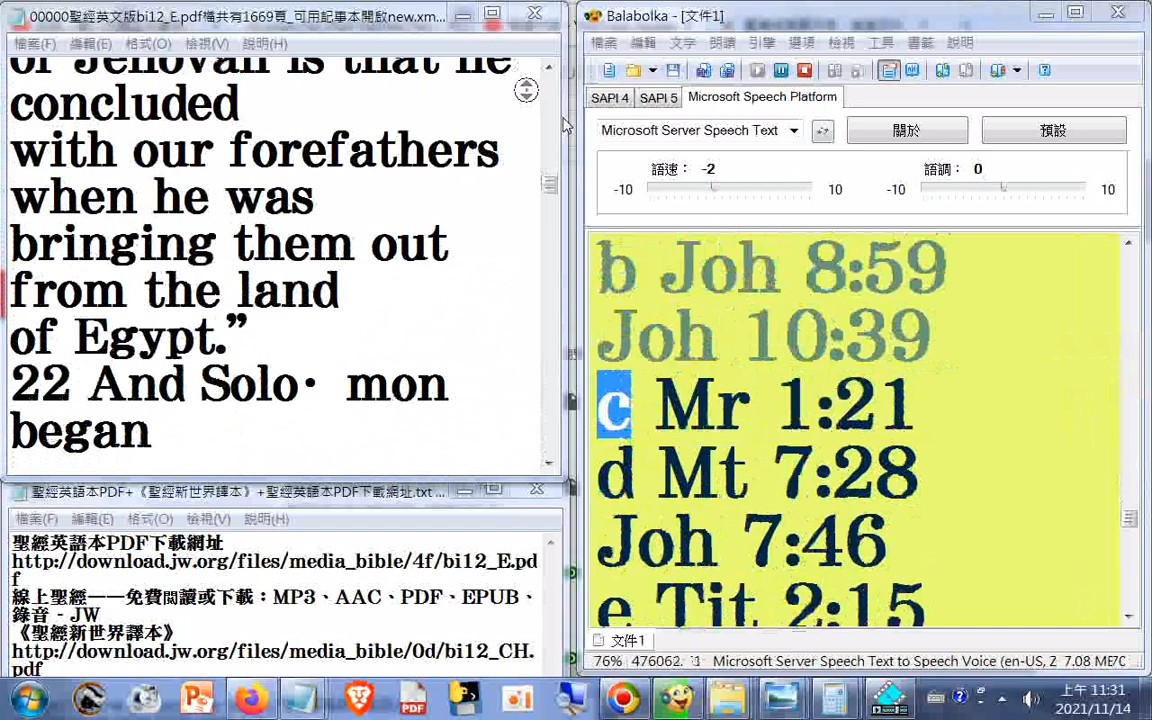 00000聖經英文版bi12_E.pdf檔共有1669頁_可用記事本開啟new.xm...
檔案(F) 編輯(E) 格式(O) 檢視(V) 說明(H)
of Jehovah is that he
concluded
with our forefathers
when he was
bringing them out
from the land
of Egypt.”
22 And Solo· mon
began
聖經英語本PDF+《聖經新世界譯本》+聖經英語本PDF下載網址.txt ...
檔案(F) 編輯(E) 格式(O) 檢視(V) 說明(H)
聖經英語本PDF下載網址
http://download.jw.org/files/media_bible/4f/bi12_E.pd
f
線上聖經——免費閱讀或下載：MP3、AAC、PDF、EPUB、
錄音 - JW
《聖經新世界譯本》
http://download.jw.org/files/media_bible/0d/bi12_CH.
pdf
Balabolka - [文件1]
檔案 編輯 文字 朗讀 引擎 選項 檢視 工具 書籤 說明
SAPI 4 SAPI 5 Microsoft Speech Platform
Microsoft Server Speech Text 關於 預設
語速： -2 語調： 0
-10 10 -10 10
b Joh 8:59
Joh 10:39
c Mr 1:21
d Mt 7:28
Joh 7:46
e Tit 2:15
文件1
76% 476062. Microsoft Server Speech Text to Speech Voice (en-US, Z 7.08 ME
上午 11:31
2021/11/14